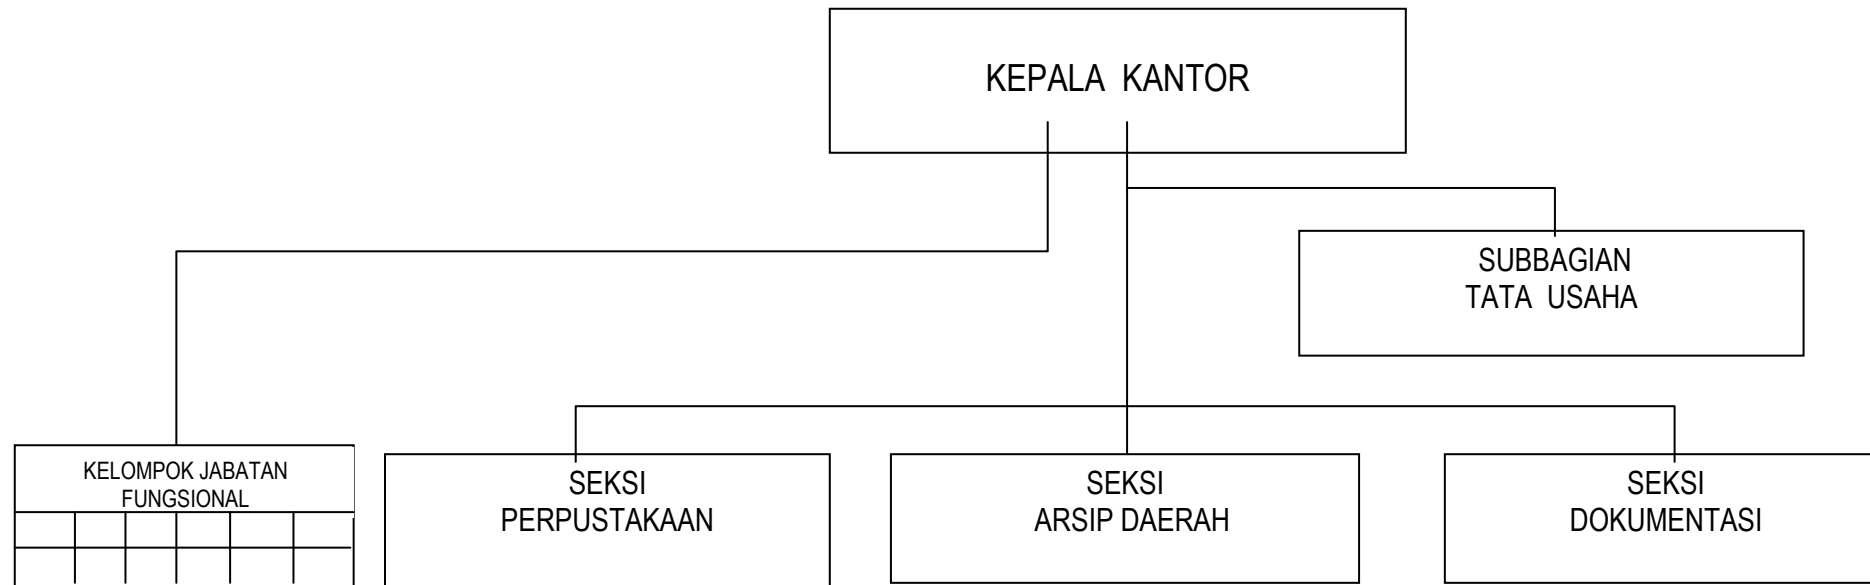 KEPALA KANTOR
SUBBAGIAN
TATA USAHA
KELOMPOK JABATAN
FUNGSIONAL
SEKSI
PERPUSTAKAAN
SEKSI
ARSIP DAERAH
SEKSI
DOKUMENTASI